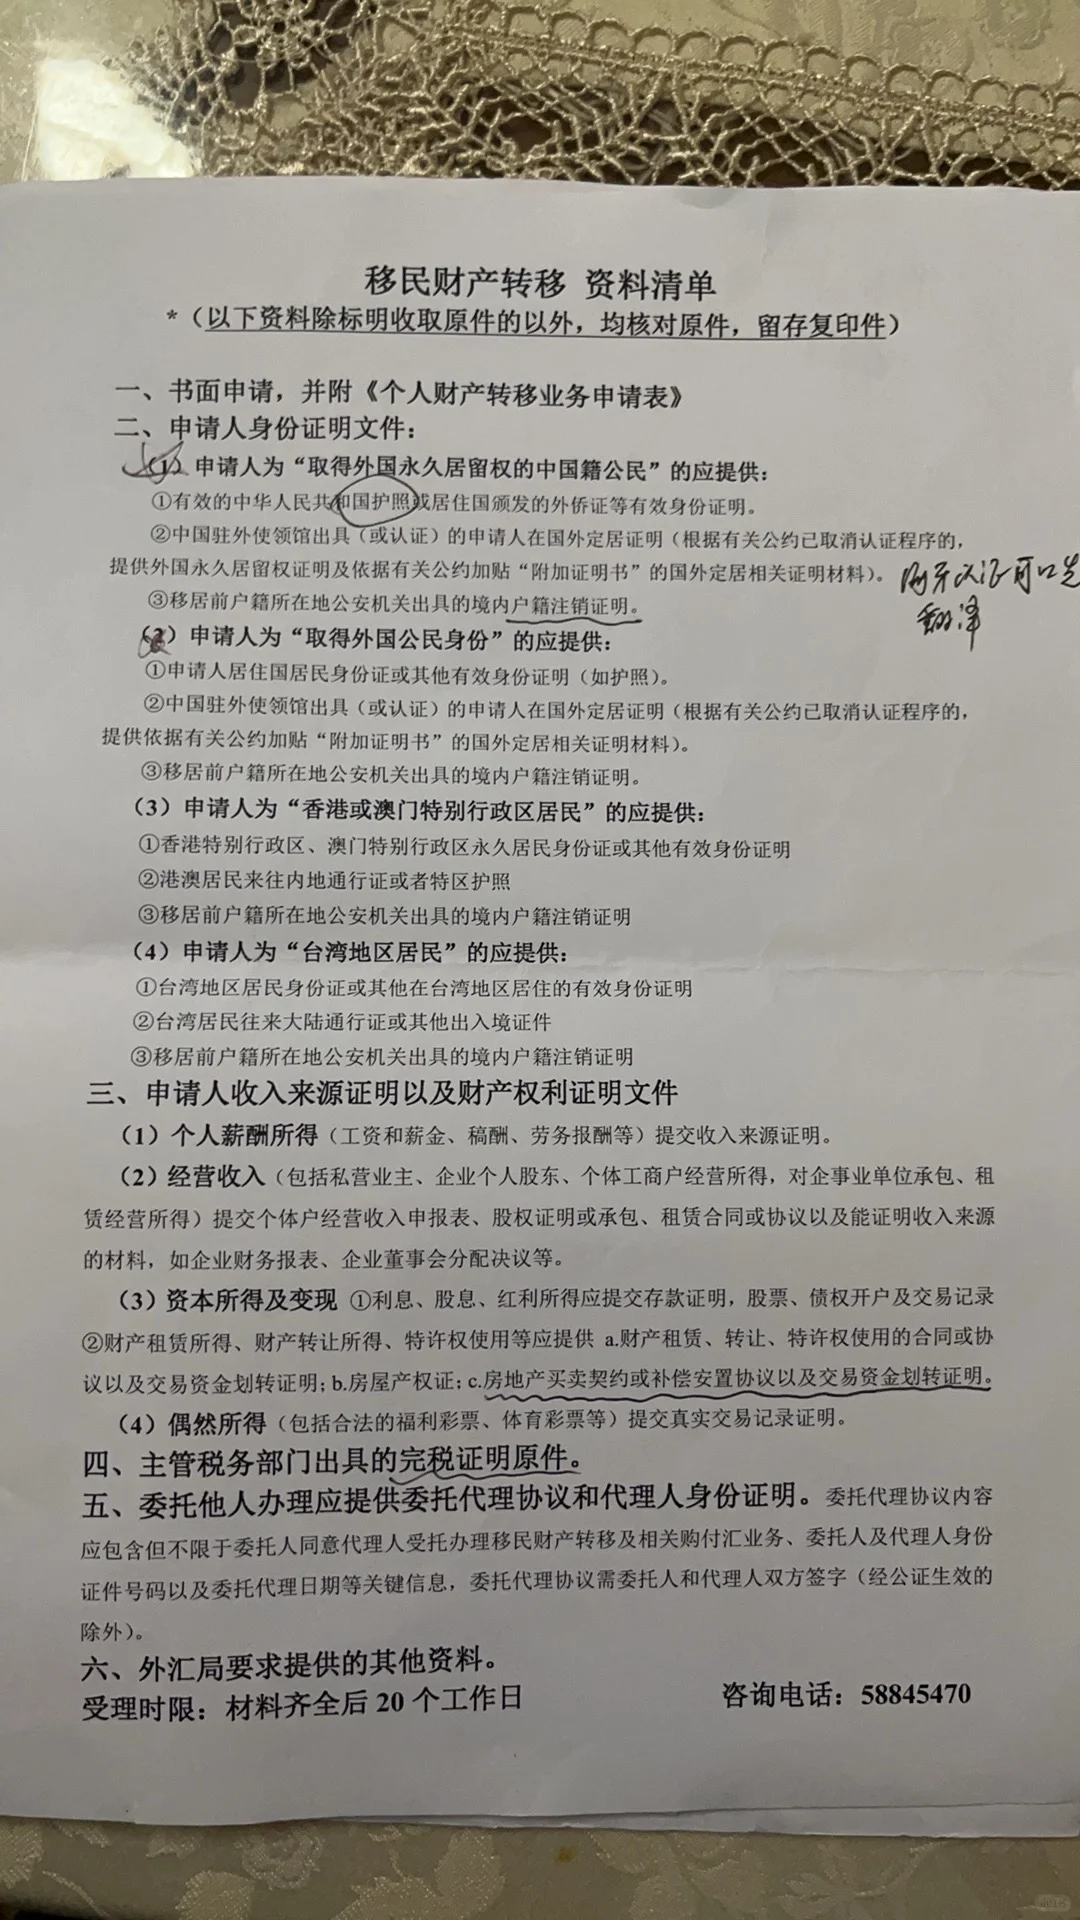 移民财产转移 资料清单
*（以下资料除标明收取原件的以外，均核对原件，留存复印件）
一、书面申请，并附《个人财产转移业务申请表》
二、申请人身份证明文件：
（1）申请人为“取得外国永久居留权的中国籍公民”的应提供：
①有效的中华人民共和国护照或居住国颁发的外侨证等有效身份证明。
②中国驻外使领馆出具（或认证）的申请人在国外定居证明（根据有关公约已取消认证程序的，
提供外国永久居留权证明及依据有关公约加贴“附加证明书”的国外定居相关证明材料）。
认证可
翻译
③移居前户籍所在地公安机关出具的境内户籍注销证明。
（2）申请人为“取得外国公民身份”的应提供：
①申请人居住国居民身份证或其他有效身份证明（如护照）。
②中国驻外使领馆出具（或认证）的申请人在国外定居证明（根据有关公约已取消认证程序的，
提供依据有关公约加贴“附加证明书”的国外定居相关证明材料）。
③移居前户籍所在地公安机关出具的境内户籍注销证明。
（3）申请人为“香港或澳门特别行政区居民”的应提供：
①香港特别行政区、澳门特别行政区永久居民身份证或其他有效身份证明
②港澳居民来往内地通行证或者特区护照
③移居前户籍所在地公安机关出具的境内户籍注销证明
（4）申请人为“台湾地区居民”的应提供：
①台湾地区居民身份证或其他在台湾地区居住的有效身份证明
②台湾居民往来大陆通行证或其他出入境证件
③移居前户籍所在地公安机关出具的境内户籍注销证明
三、申请人收入来源证明以及财产权利证明文件
（1）个人薪酬所得（工资和薪金、稿酬、劳务报酬等）提交收入来源证明。
（2）经营收入（包括私营业主、企业个人股东、个体工商户经营所得，对企事业单位承包、租
赁经营所得）提交个体户经营收入申报表、股权证明或承包、租赁合同或协议以及能证明收入来源
的材料，如企业财务报表、企业董事会分配决议等。
（3）资本所得及变现 ①利息、股息、红利所得应提交存款证明，股票、债权开户及交易记录
②财产租赁所得、财产转让所得、特许权使用等应提供 a.财产租赁、转让、特许权使用的合同或协
议以及交易资金划转证明；b.房屋产权证；c.房地产买卖契约或补偿安置协议以及交易资金划转证明。
（4）偶然所得（包括合法的福利彩票、体育彩票等）提交真实交易记录证明。
四、主管税务部门出具的完税证明原件。
五、委托他人办理应提供委托代理协议和代理人身份证明。委托代理协议内容
应包含但不限于委托人同意代理人受托办理移民财产转移及相关购付汇业务、委托人及代理人身份
证件号码以及委托代理日期等关键信息，委托代理协议需委托人和代理人双方签字（经公证生效的
除外）。
六、外汇局要求提供的其他资料。
受理时限：材料齐全后 20 个工作日 咨询电话：58845470